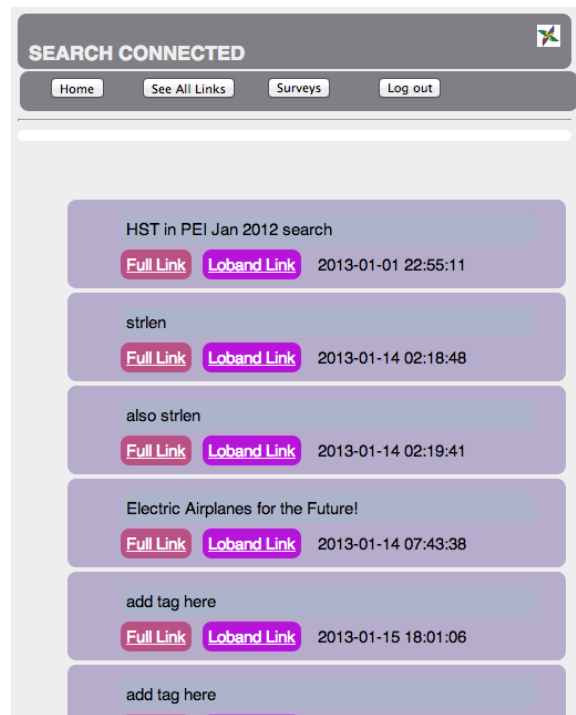 SEARCH CONNECTED
Home See All Links Surveys Log out
HST in PEI Jan 2012 search
Full Link Loband Link 2013-01-01 22:55:11
strlen
Full Link Loband Link 2013-01-14 02:18:48
also strlen
Full Link Loband Link 2013-01-14 02:19:41
Electric Airplanes for the Future!
Full Link Loband Link 2013-01-14 07:43:38
add tag here
Full Link Loband Link 2013-01-15 18:01:06
add tag here